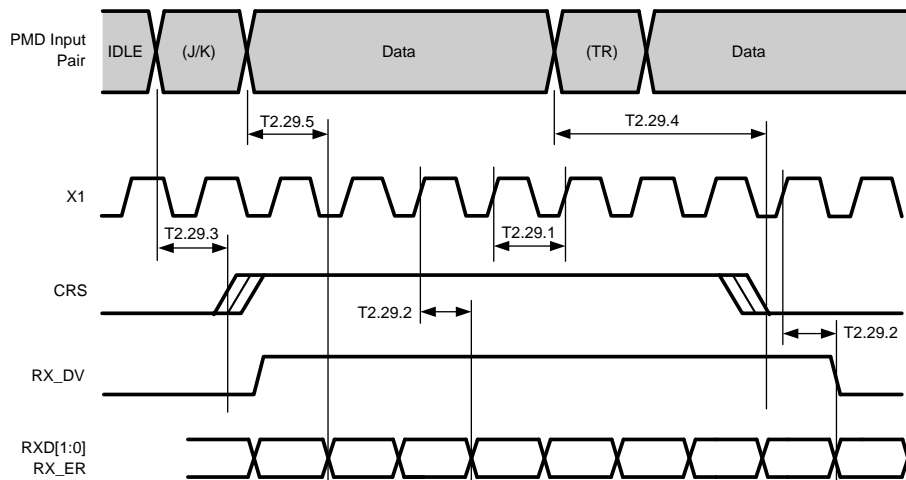 PMD Input
Pair
IDLE
(J/K)
Data
(TR)
Data
T2.29.5
T2.29.4
X1
T2.29.3
T2.29.1
CRS
T2.29.2
T2.29.2
RX_DV
RXD[1:0]
RX_ER